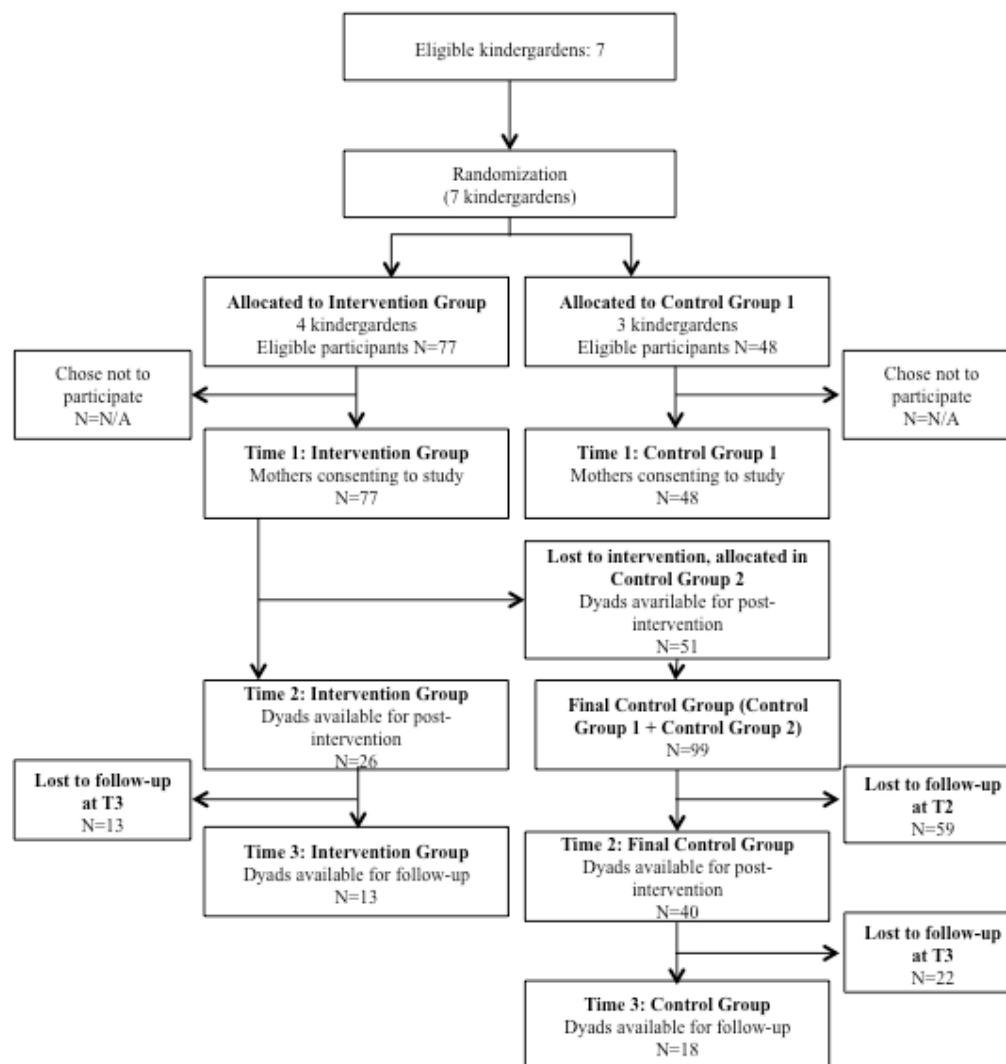 Eligible kindergardens: 7
Randomization
(7 kindergardens)
Allocated to Intervention Group
4 kindergardens
Eligible participants N=77
Allocated to Control Group 1
3 kindergardens
Eligible participants N=48
Chose not to
participate
N=N/A
Chose not to
participate
N=N/A
Time 1: Intervention Group
Mothers consenting to study
N=77
Time 1: Control Group 1
Mothers consenting to study
N=48
Lost to intervention, allocated in
Control Group 2
Dyads avarilable for post-
intervention
N=51
Time 2: Intervention Group
Dyads available for post-
intervention
N=26
Final Control Group (Control
Group 1 + Control Group 2)
N=99
Lost to follow-up
at T3
N=13
Lost to follow-up
at T2
N=59
Time 3: Intervention Group
Dyads available for follow-up
N=13
Time 2: Final Control Group
Dyads available for post-
intervention
N=40
Lost to follow-up
at T3
N=22
Time 3: Control Group
Dyads available for follow-up
N=18